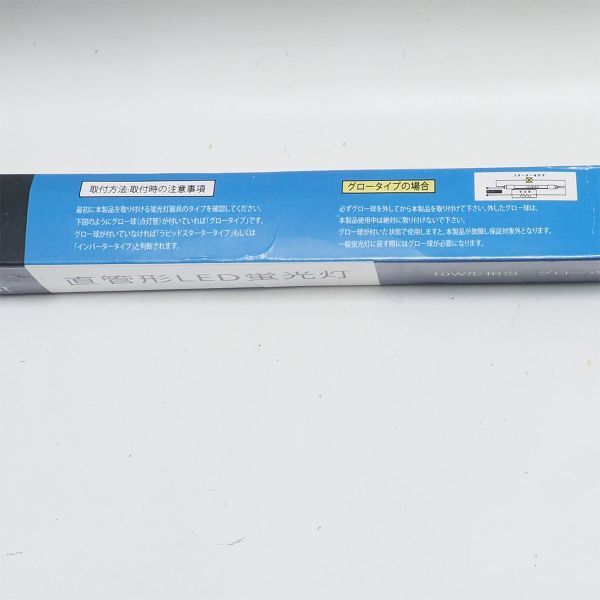 取付方法・取付時の注意事項
最初に本製品を取り付ける蛍光灯器具のタイプを確認してください。
下図のようにグロー球(点灯管)が付いていれば「グロータイプ」です。
グロー球が付いていなければ「ラピッドスタータータイプ」もしくは
「インバータータイプ」と判断されます。
グロータイプの場合
必ずグロー球を外してから本製品を取り付けて下さい。外したグロー球は、
本製品使用中は絶対に取付けないで下さい。
グロー球が付いた状態で使用しますと、本製品が故障し保証対象外となります。
一般蛍光灯に戻す際にはグロー球が必要になります。
直管形LED蛍光灯
10W形相当